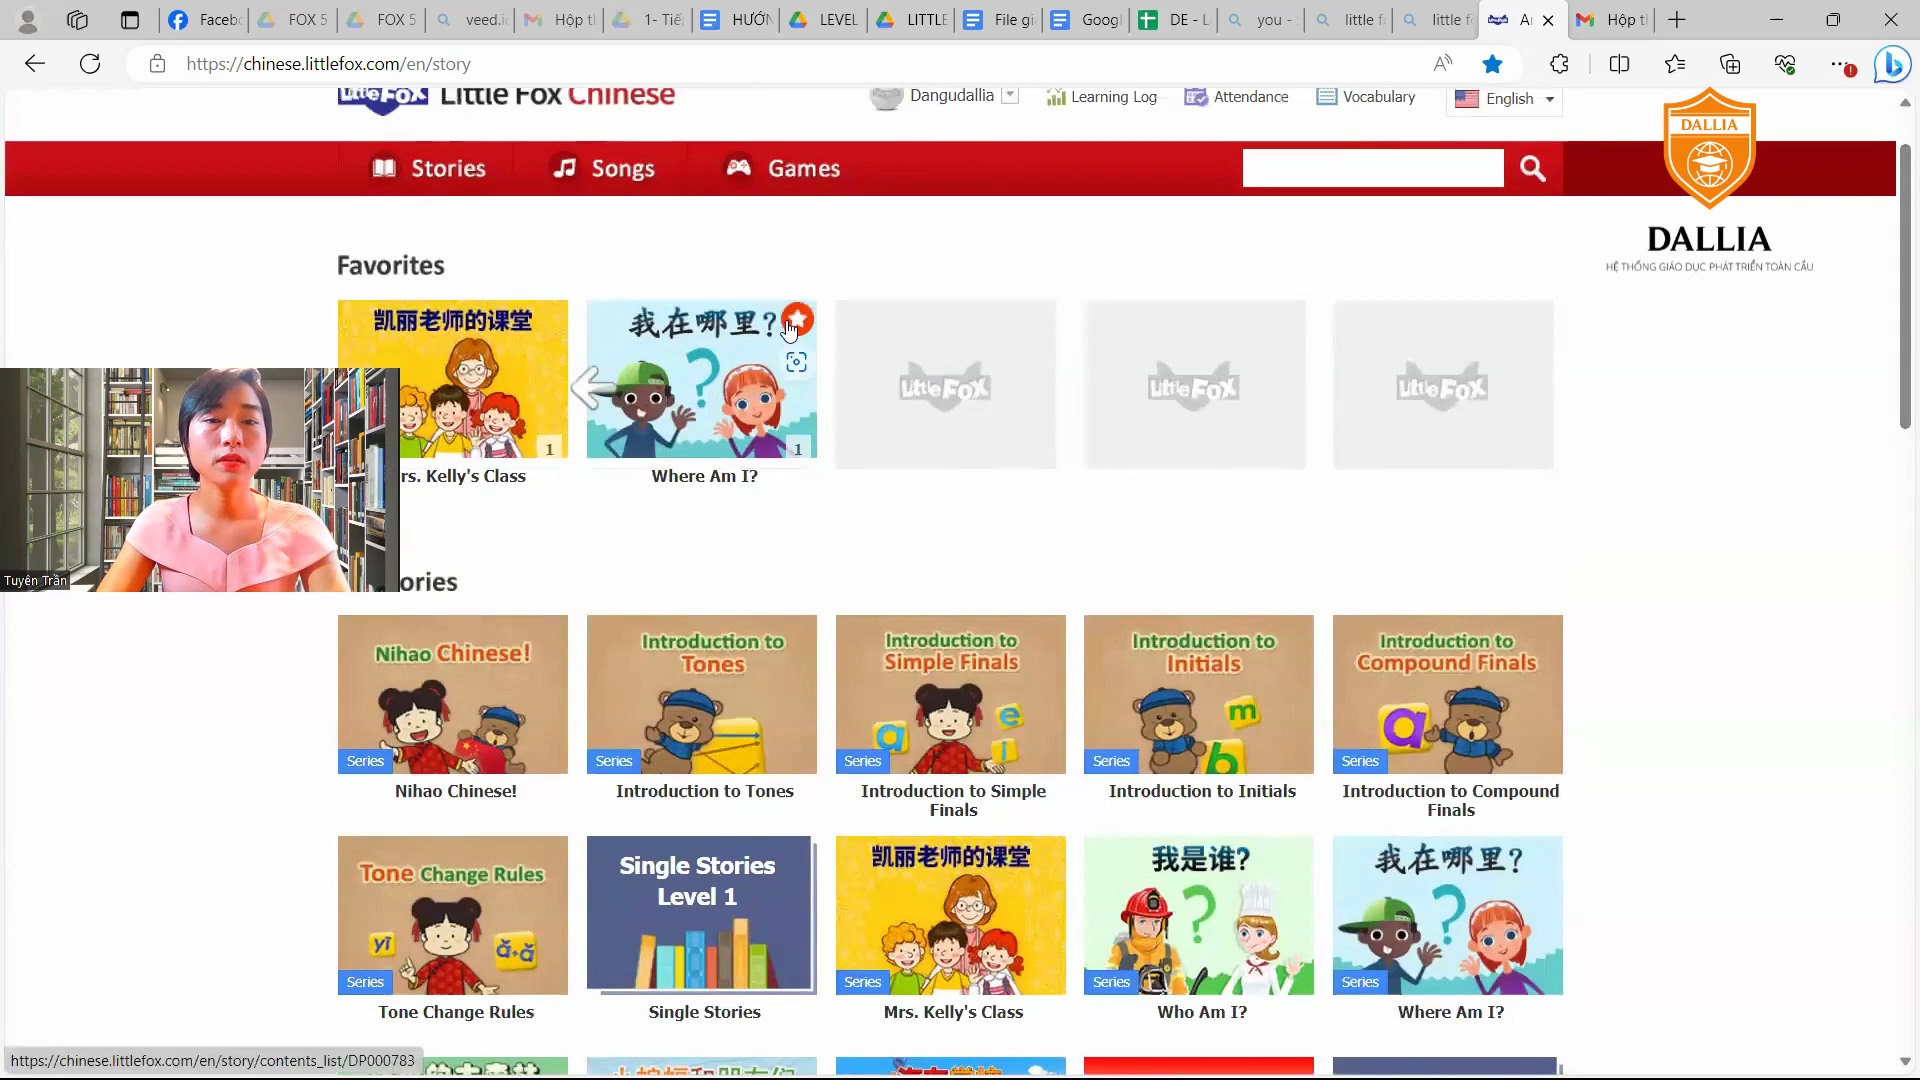 Facebo
FOX 5
FOX 5
veed.i
Hộp t
1- Tiế
HƯỚN
LEVEL
LITTLE
File gi
Googl
DE - L
you -
little f
little f
A
Hộp t
https://chinese.littlefox.com/en/story
LittleFox Little Fox Chinese
Dangudallia
Learning Log
Attendance
Vocabulary
English
DALLIA
Stories
Songs
Games
DALLIA
HỆ THỐNG GIÁO DỤC PHÁT TRIỂN TOÀN CẦU
Favorites
凯丽老师的课堂
我在哪里?
?
LittleFox
LittleFox
LittleFox
1
1
rs. Kelly's Class
Where Am I?
Tuyên Trần
ories
Nihao Chinese!
Introduction to
Tones
Introduction to
Simple Finals
a e i
Introduction to
Initials
m b
Introduction to
Compound Finals
a
Series
Series
Series
Series
Series
Nihao Chinese!
Introduction to Tones
Introduction to Simple
Finals
Introduction to Initials
Introduction to Compound
Finals
Tone Change Rules
yī
ǎ+ǎ
Single Stories
Level 1
凯丽老师的课堂
我是谁?
?
我在哪里?
?
Series
Series
Series
Series
Tone Change Rules
Single Stories
Mrs. Kelly's Class
Who Am I?
Where Am I?
https://chinese.littlefox.com/en/story/contents_list/DP000783